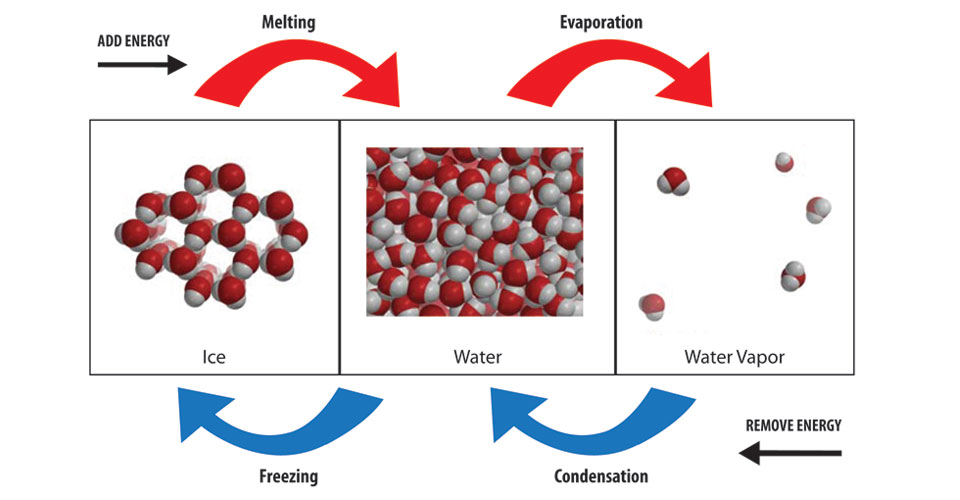 Melting
Evaporation
ADD ENERGY
Ice
Water
Water Vapor
REMOVE ENERGY
Freezing
Condensation